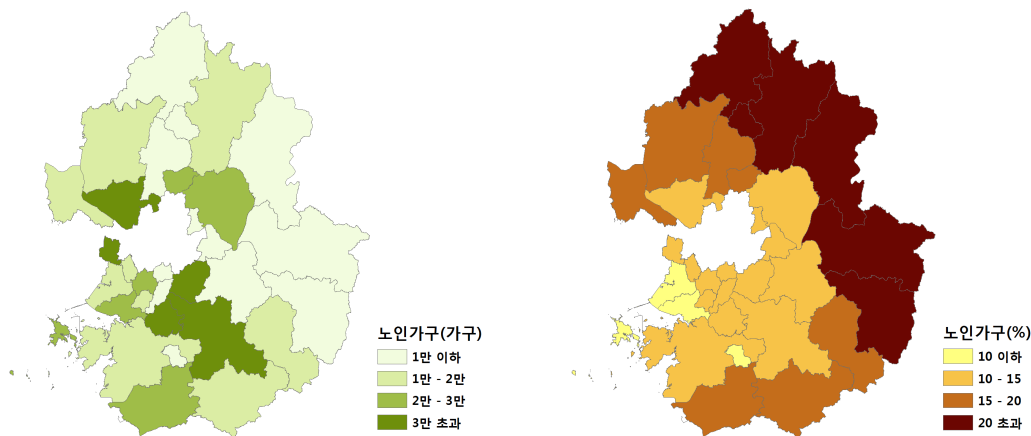 노인가구(가구)
1만 이하
1만 - 2만
2만 - 3만
3만 초과
노인가구(%)
10 이하
10 - 15
15 - 20
20 초과